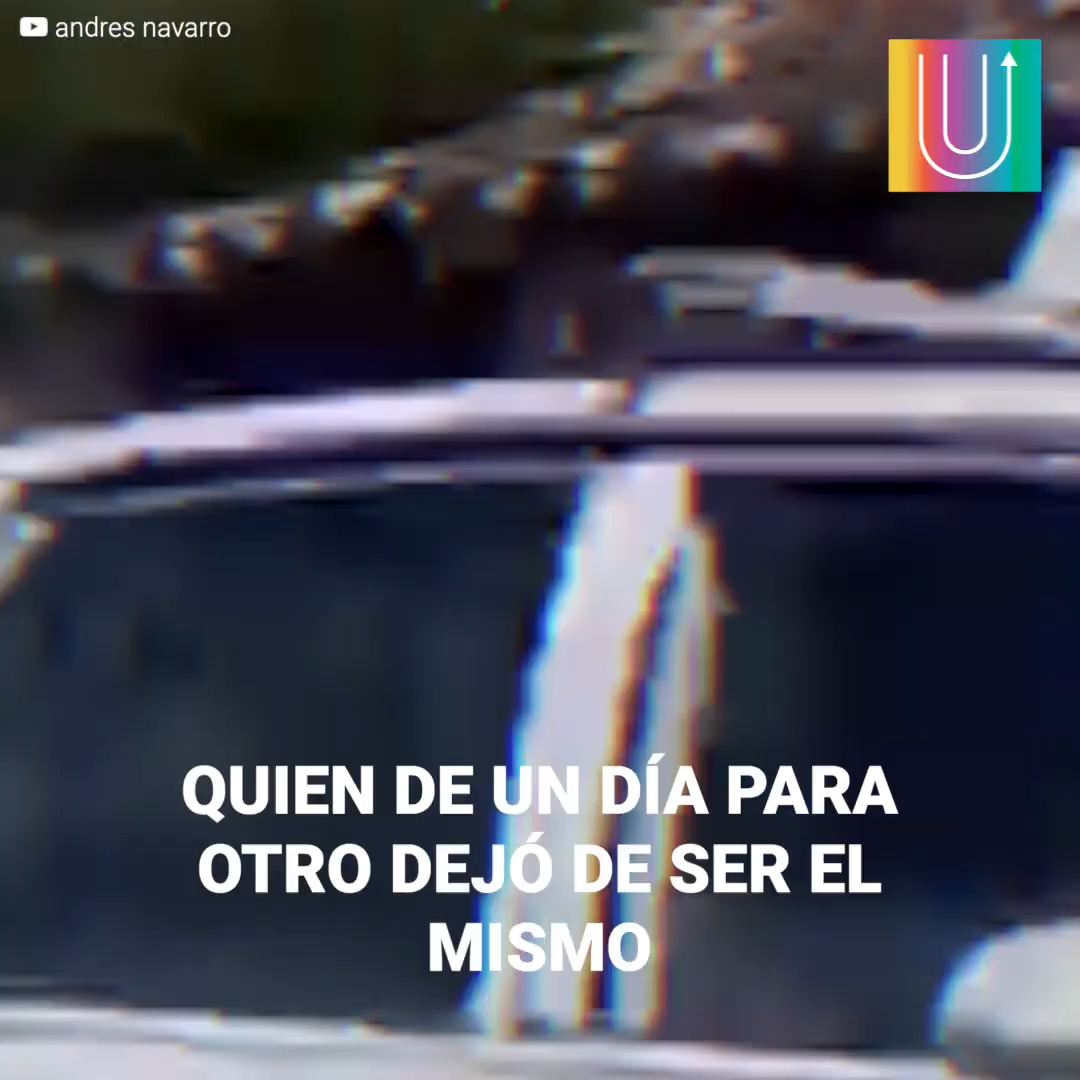 andres navarro
U
QUIEN DE UN DÍA PARA
OTRO DEJÓ DE SER EL
MISMO